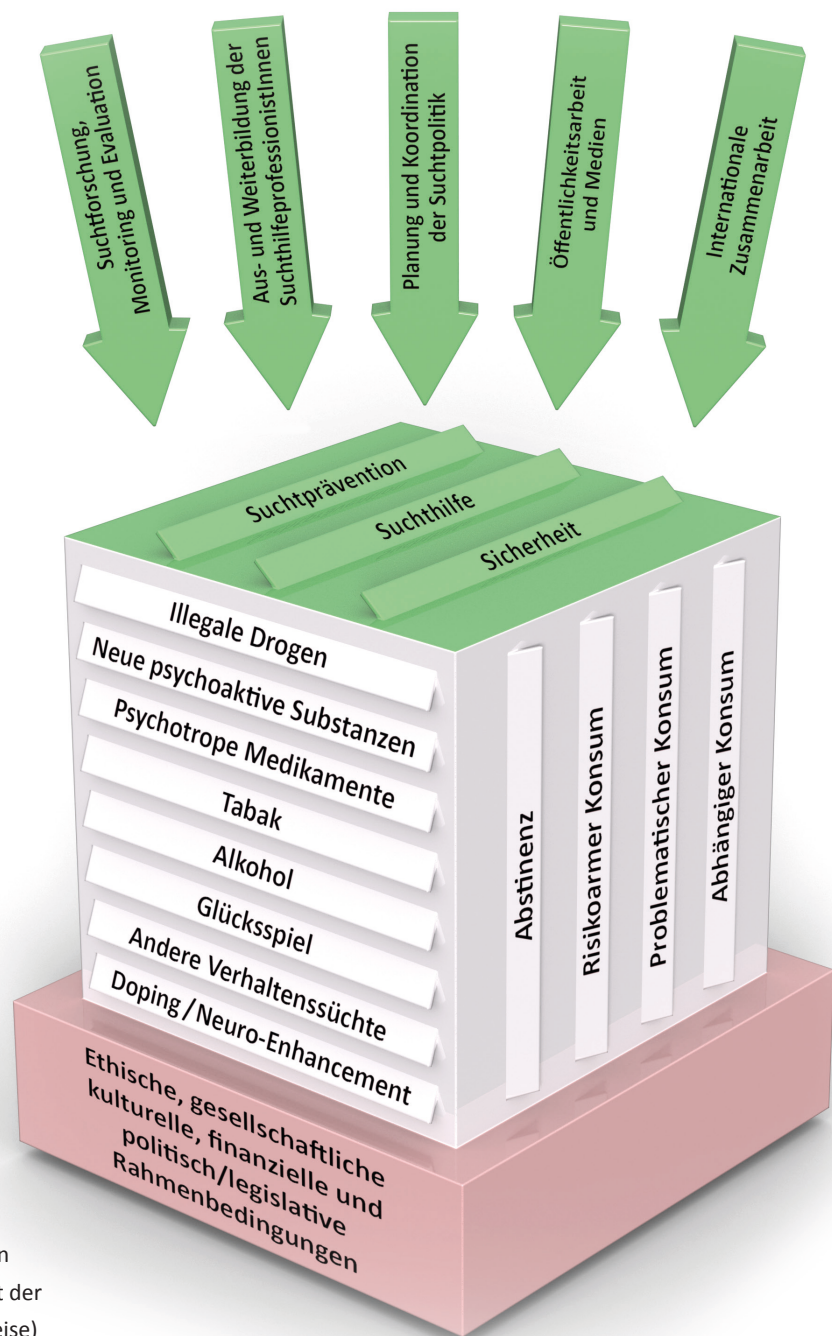 Suchtforschung,
Monitoring und Evaluation
Aus- und Weiterbildung der
SuchthilfeprofessionistInnen
Planung und Koordination
der Suchtpolitik
Öffentlichkeitsarbeit
und Medien
Internationale
Zusammenarbeit
Suchtprävention
Suchthilfe
Sicherheit
Illegale Drogen
Neue psychoaktive Substanzen
Psychotrope Medikamente
Tabak
Alkohol
Glücksspiel
Andere Verhaltenssüchte
Doping / Neuro-Enhancement
Abstinenz
Risikoarmer Konsum
Problematischer Konsum
Abhängiger Konsum
Ethische, gesellschaftliche
kulturelle, finanzielle und
politisch/legislative
Rahmenbedingungen
der